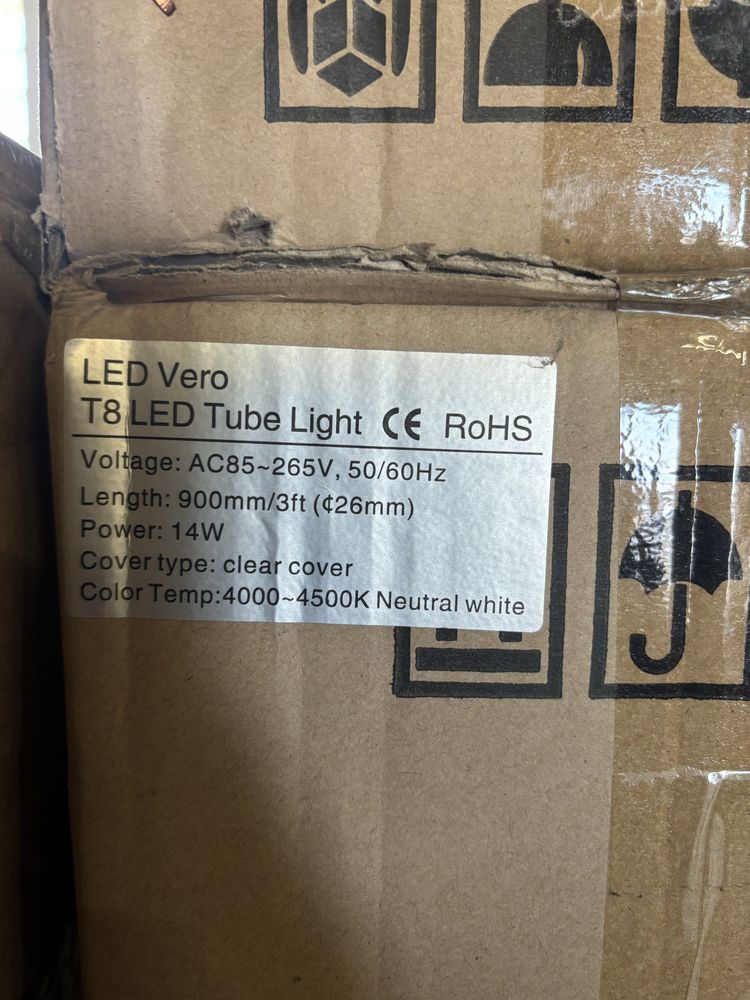 LED Vero
T8 LED Tube Light CE RoHS
Voltage: AC85~265V, 50/60Hz
Length: 900mm/3ft (¢26mm)
Power: 14W
Cover type: clear cover
Color Temp:4000~4500K Neutral white